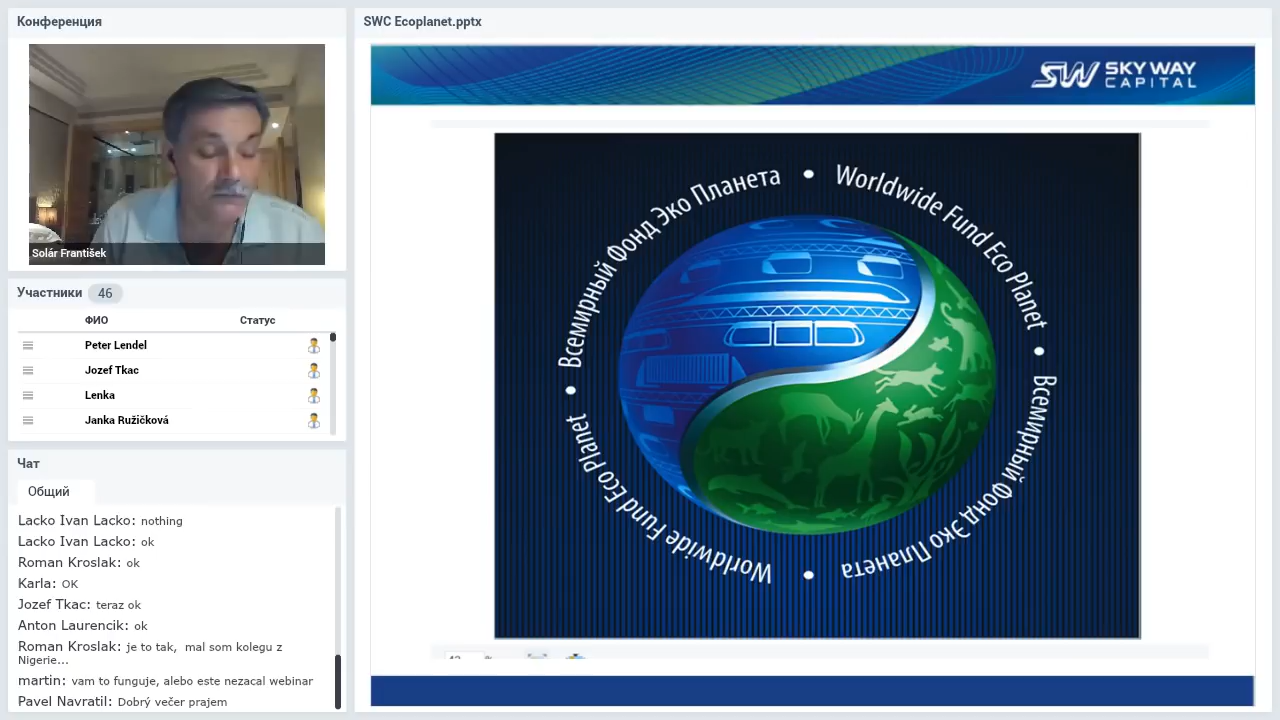 Конференция
Solár František
Участники 46
ФИО Статус
Peter Lendel
Jozef Tkac
Lenka
Janka Ružičková
Чат
Общий
Lacko Ivan Lacko: nothing
Lacko Ivan Lacko: ok
Roman Kroslak: ok
Karla: OK
Jozef Tkac: teraz ok
Anton Laurencik: ok
Roman Kroslak: je to tak, mal som kolegu z
Nigerie...
martin: vam to funguje, alebo este nezacal webinar
Pavel Navratil: Dobrý večer prajem
SWC Ecoplanet.pptx
SW SKY WAY
CAPITAL
Всемирный Фонд Эко Планета • Worldwide Fund Eco Planet • Всемирный Фонд Эко Планета • Worldwide Fund Eco Planet •